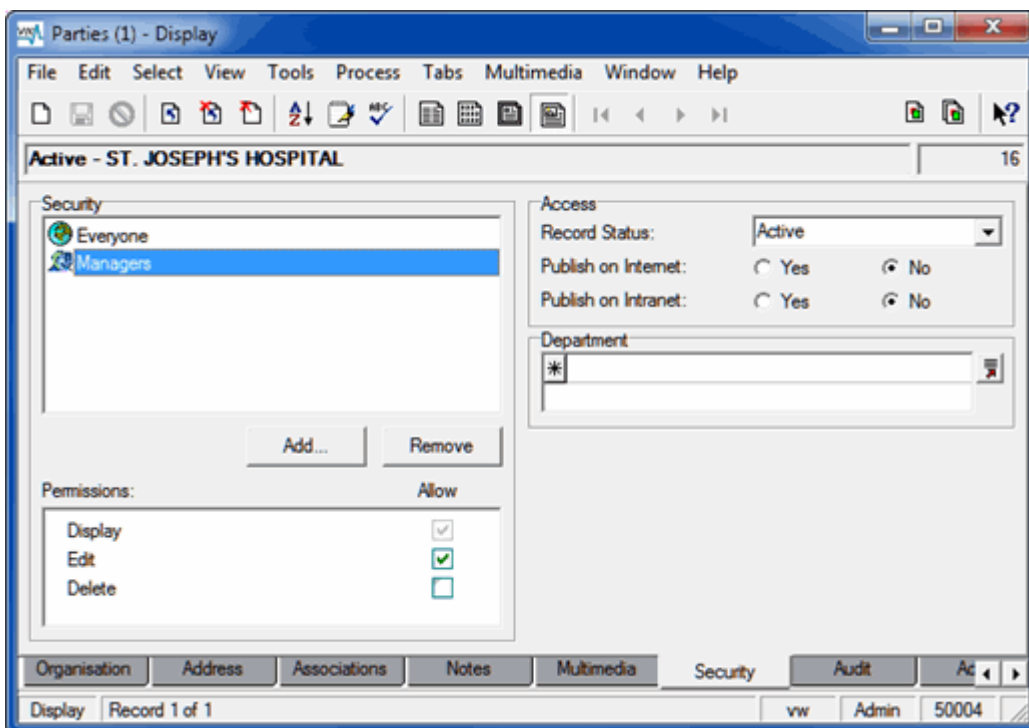 Parties (1) - Display
File Edit Select View Tools Process Tabs Multimedia Window Help
Active - ST. JOSEPH'S HOSPITAL 16
Security
Everyone
Managers
Add... Remove
Permissions: Allow
Display
Edit
Delete
Access
Record Status: Active
Publish on Internet: Yes No
Publish on Intranet: Yes No
Department
Organisation Address Associations Notes Multimedia Security Audit
Display Record 1 of 1 vw Admin 50004